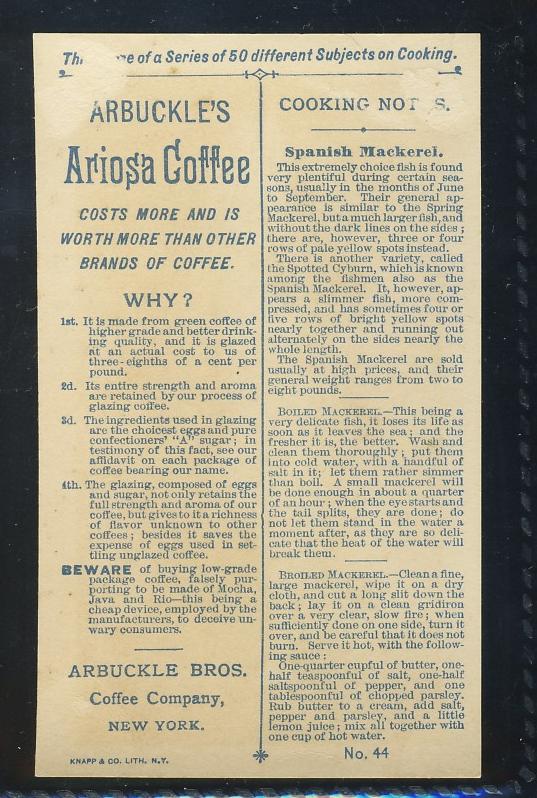 e of a Series of 50 different Subjects on Cooking.
ARBUCKLE'S
Ariosa Coffee
COSTS MORE AND IS
WORTH MORE THAN OTHER
BRANDS OF COFFEE.
WHY?
1st. It is made from green coffee of
higher grade and better drink-
ing quality, and it is glazed
at an actual cost to us of
three-eighths of a cent per
pound.
2d. Its entire strength and aroma
are retained by our process of
glazing coffee.
3d. The ingredients used in glazing
are the choicest eggs and pure
confectioners' "A" sugar; in
testimony of this fact, see our
affidavit on each package of
coffee bearing our name.
4th. The glazing, composed of eggs
and sugar, not only retains the
full strength and aroma of our
coffee, but gives to it a richness
of flavor unknown to other
coffees; besides it saves the
expense of eggs used in set-
tling unglazed coffee.
BEWARE of buying low-grade
package coffee, falsely pur-
porting to be made of Mocha,
Java and Rio—this being a
cheap device, employed by the
manufacturers, to deceive un-
wary consumers.
ARBUCKLE BROS.
Coffee Company,
NEW YORK.
KNAPP & CO. LITH. N.Y.
COOKING NO S.
Spanish Mackerel.
This extremely choice fish is found
very plentiful during certain sea-
sons, usually in the months of June
to September. Their general ap-
pearance is similar to the Spring
Mackerel, but a much larger fish, and
without the dark lines on the sides;
there are, however, three or four
rows of pale yellow spots instead.
There is another variety, called
the Spotted Cyburn, which is known
among the fishmen also as the
Spanish Mackerel. It, however, ap-
pears a slimmer fish, more com-
pressed, and has sometimes four or
five rows of bright yellow spots
nearly together and running out
alternately on the sides nearly the
whole length.
The Spanish Mackerel are sold
usually at high prices, and their
general weight ranges from two to
eight pounds.
BOILED MACKEREL.—This being a
very delicate fish, it loses its life as
soon as it leaves the sea; and the
fresher it is, the better. Wash and
clean them thoroughly; put them
into cold water, with a handful of
salt in it; let them rather simmer
than boil. A small mackerel will
be done enough in about a quarter
of an hour; when the eye starts and
the tail splits, they are done; do
not let them stand in the water a
moment after, as they are so deli-
cate that the heat of the water will
break them.
BROILED MACKEREL.—Clean a fine,
large mackerel, wipe it on a dry
cloth, and cut a long slit down the
back; lay it on a clean gridiron
over a very clear, slow fire; when
sufficiently done on one side, turn it
over, and be careful that it does not
burn. Serve it hot, with the follow-
ing sauce:
One-quarter cupful of butter, one-
half teaspoonful of salt, one-half
saltspoonful of pepper, and one
tablespoonful of chopped parsley.
Rub butter to a cream, add salt,
pepper and parsley, and a little
lemon juice; mix all together with
one cup of hot water.
No. 44